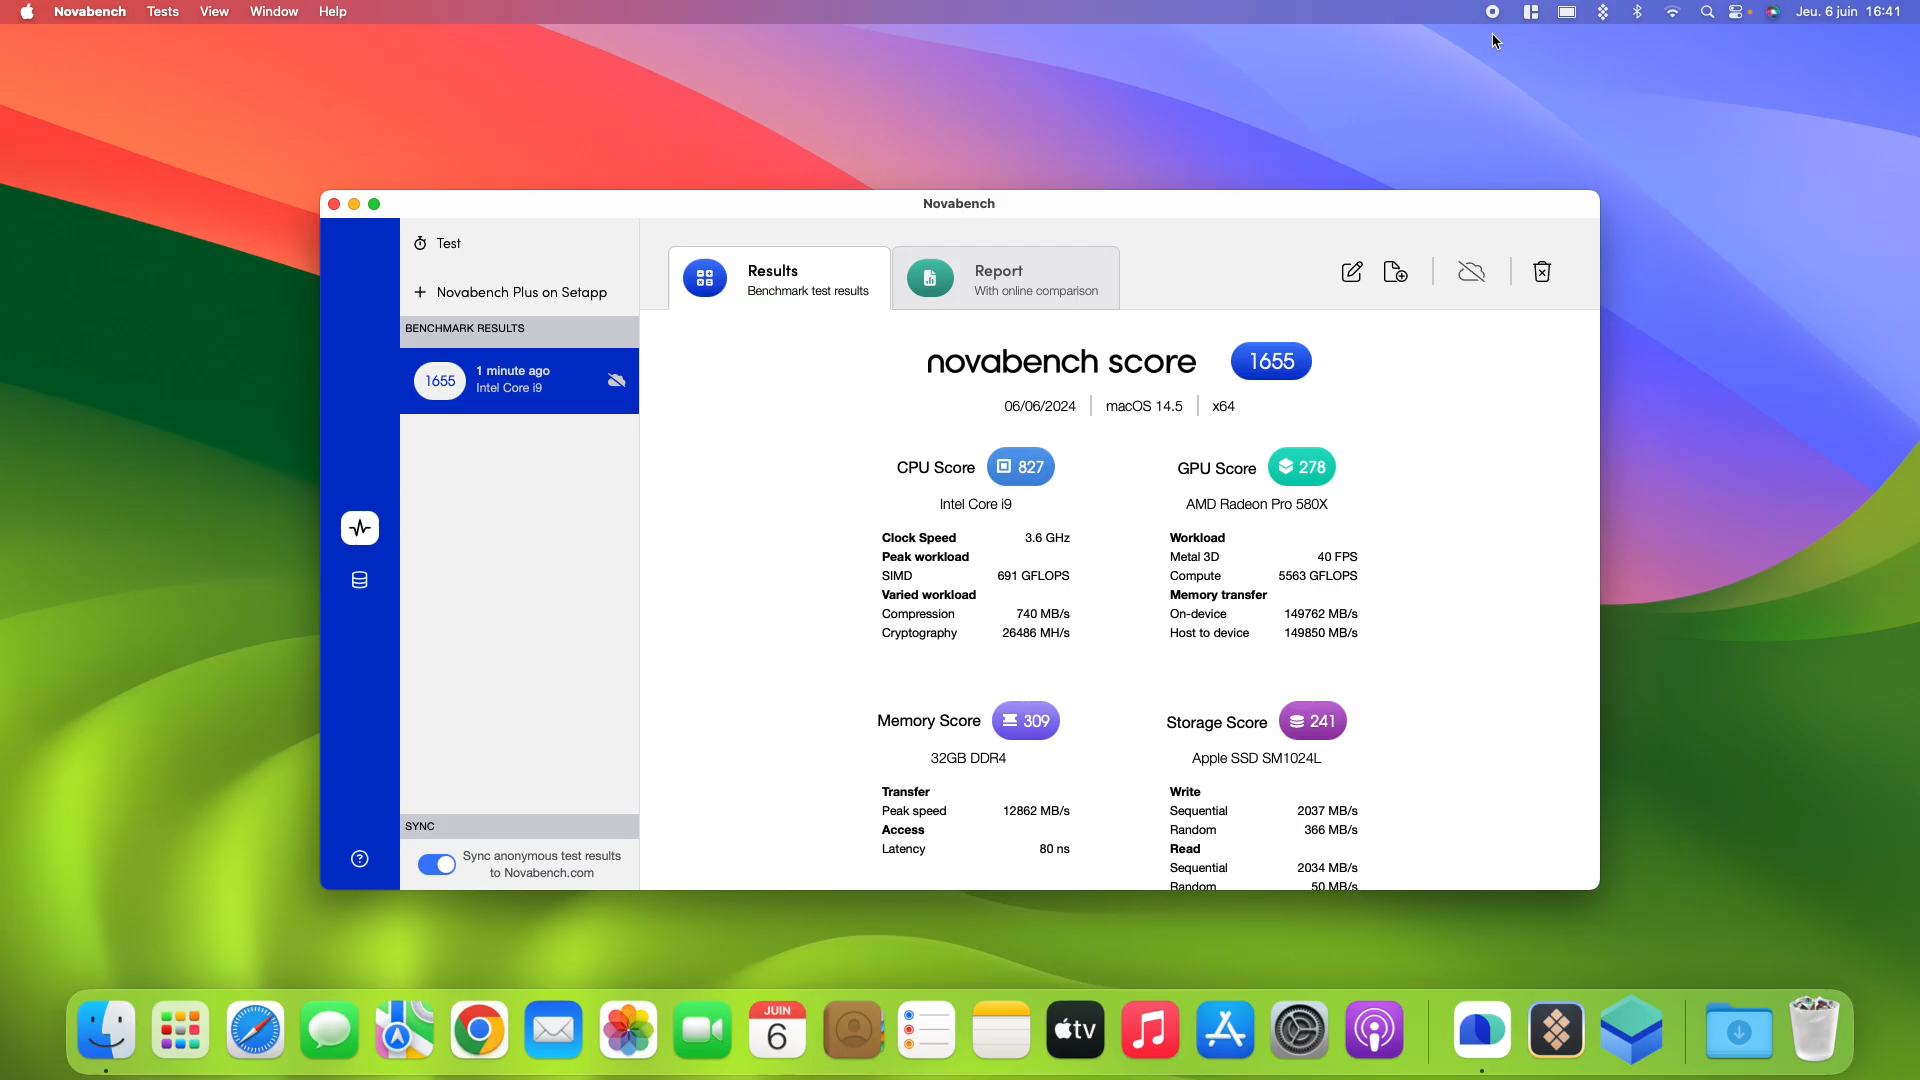 Novabench Tests View Window Help
Jeu. 6 juin 16:41
Novabench
Test
Novabench Plus on Setapp
BENCHMARK RESULTS
1655
1 minute ago
Intel Core i9
SYNC
Sync anonymous test results
to Novabench.com
Results
Benchmark test results
Report
With online comparison
novabench score 1655
06/06/2024 macOS 14.5 x64
CPU Score 827
Intel Core i9
Clock Speed 3.6 GHz
Peak workload
SIMD 691 GFLOPS
Varied workload
Compression 740 MB/s
Cryptography 26486 MH/s
GPU Score 278
AMD Radeon Pro 580X
Workload
Metal 3D 40 FPS
Compute 5563 GFLOPS
Memory transfer
On-device 149762 MB/s
Host to device 149850 MB/s
Memory Score 309
32GB DDR4
Transfer
Peak speed 12862 MB/s
Access
Latency 80 ns
Storage Score 241
Apple SSD SM1024L
Write
Sequential 2037 MB/s
Random 366 MB/s
Read
Sequential 2034 MB/s
Random 50 MB/s
JUIN
6
tv